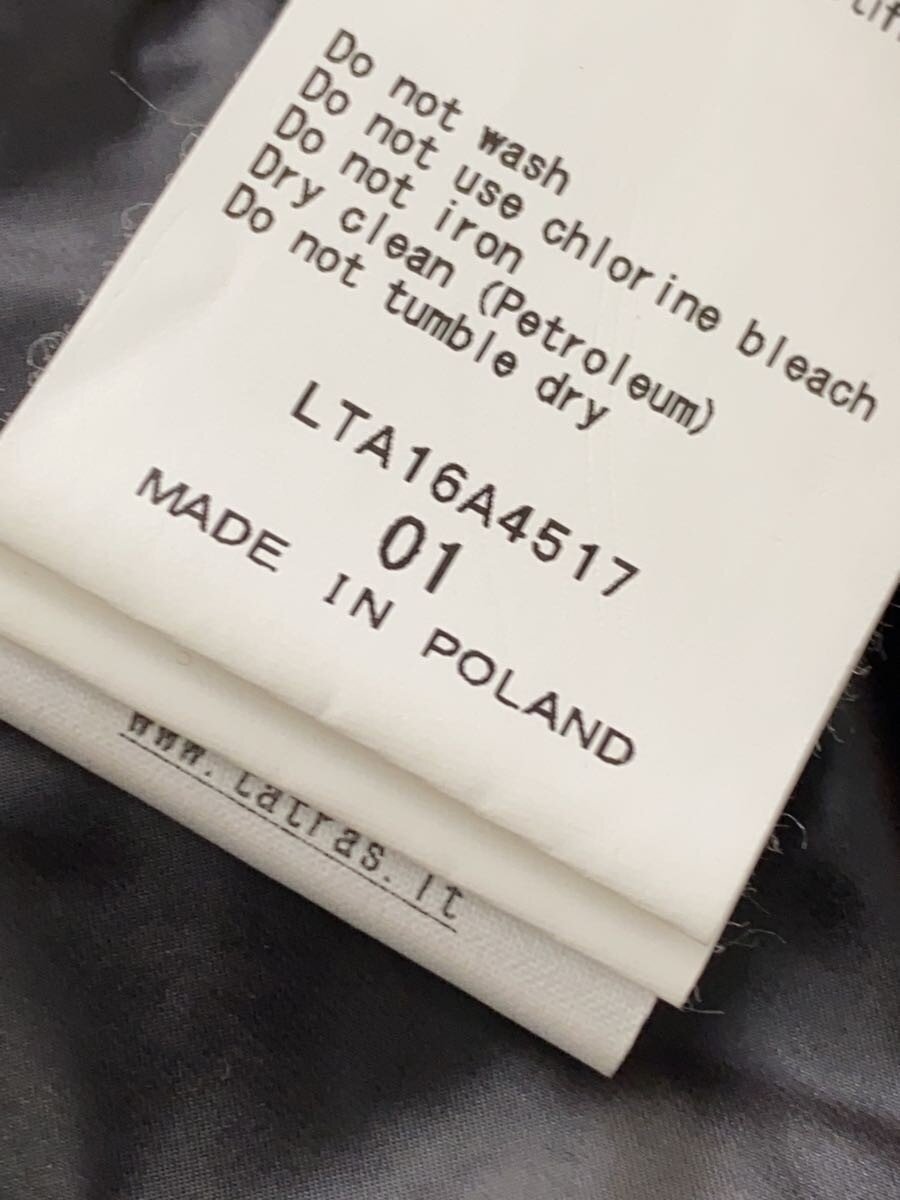 Do not wash
Do not use chlorine bleach
Do not iron
Dry clean (Petroleum)
Do not tumble dry
LTA16A4517
01
MADE IN POLAND
www.tatras.it